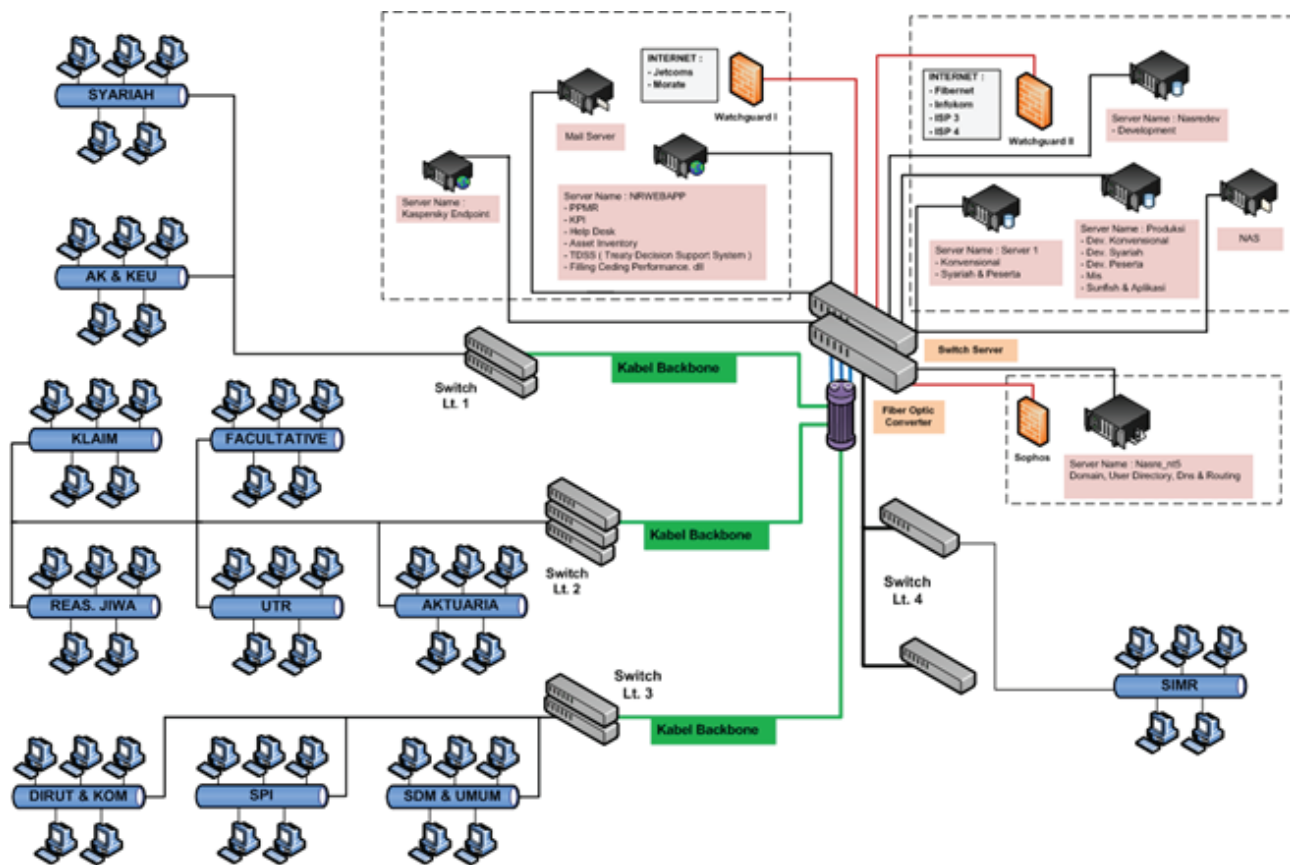 SYARIAH
AK & KEU
KLAIM
FACULTATIVE
REAS. JIWA
UTR
AKTUARIA
DIRUT & KOM
SPI
SDM & UMUM
Switch
Lt. 1
Switch
Lt. 2
Switch
Lt. 3
Kabel Backbone
Kabel Backbone
Kabel Backbone
Server Name :
Kaspersky Endpoint
Mail Server
INTERNET :
- Jetcoms
- Morate
Watchguard I
Server Name : NRWEBAPP
- PPMR
- KPI
- Help Desk
- Asset Inventory
- TDSS ( Treaty Decision Support System )
- Filling Ceding Performance. dll
INTERNET :
- Fibernet
- Infokom
- ISP 3
- ISP 4
Watchguard II
Server Name : Nasredev
- Development
Server Name : Server 1
- Konvensional
- Syariah & Peserta
Server Name : Produksi
- Dev. Konvensional
- Dev. Syariah
- Dev. Peserta
- Mis
- Sunfish & Aplikasi
NAS
Switch Server
Fiber Optic
Converter
Sophos
Server Name : Nasre_nt5
Domain, User Directory, Dns & Routing
Switch
Lt. 4
SIMR